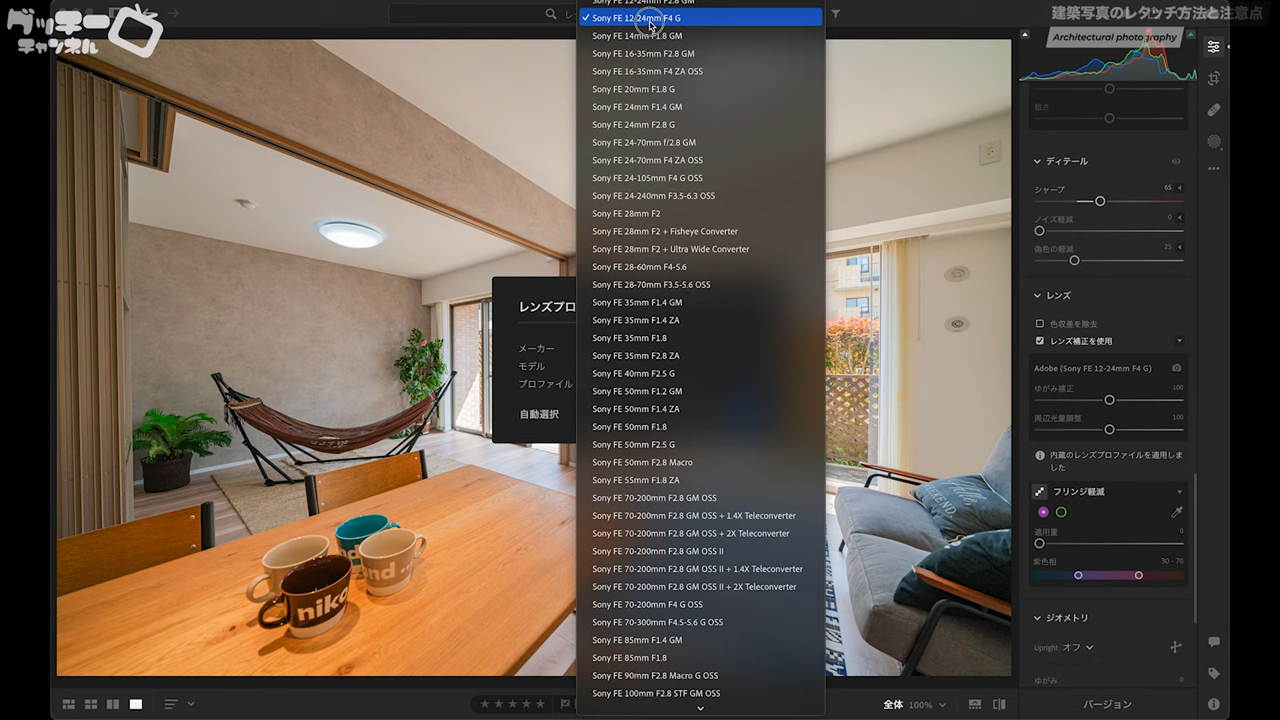 グッチーチャンネル
建築写真のレタッチ方法と注意点
Architectural photography
Sony FE 12-24mm F2.8 GM
Sony FE 12-24mm F4 G
Sony FE 14mm F1.8 GM
Sony FE 16-35mm F2.8 GM
Sony FE 16-35mm F4 ZA OSS
Sony FE 20mm F1.8 G
Sony FE 24mm F1.4 GM
Sony FE 24mm F2.8 G
Sony FE 24-70mm f/2.8 GM
Sony FE 24-70mm F4 ZA OSS
Sony FE 24-105mm F4 G OSS
Sony FE 24-240mm F3.5-6.3 OSS
Sony FE 28mm F2
Sony FE 28mm F2 + Fisheye Converter
Sony FE 28mm F2 + Ultra Wide Converter
Sony FE 28-60mm F4-5.6
Sony FE 28-70mm F3.5-5.6 OSS
Sony FE 35mm F1.4 GM
Sony FE 35mm F1.4 ZA
Sony FE 35mm F1.8
Sony FE 35mm F2.8 ZA
Sony FE 40mm F2.5 G
Sony FE 50mm F1.2 GM
Sony FE 50mm F1.4 ZA
Sony FE 50mm F1.8
Sony FE 50mm F2.5 G
Sony FE 50mm F2.8 Macro
Sony FE 55mm F1.8 ZA
Sony FE 70-200mm F2.8 GM OSS
Sony FE 70-200mm F2.8 GM OSS + 1.4X Teleconverter
Sony FE 70-200mm F2.8 GM OSS + 2X Teleconverter
Sony FE 70-200mm F2.8 GM OSS II
Sony FE 70-200mm F2.8 GM OSS II + 1.4X Teleconverter
Sony FE 70-200mm F2.8 GM OSS II + 2X Teleconverter
Sony FE 70-200mm F4 G OSS
Sony FE 70-300mm F4.5-5.6 G OSS
Sony FE 85mm F1.4 GM
Sony FE 85mm F1.8
Sony FE 90mm F2.8 Macro G OSS
Sony FE 100mm F2.8 STF GM OSS
レンズプロ
メーカー
モデル
プロファイル
自動選択
粗さ
ディテール
シャープ 65
ノイズ軽減 0
偽色の軽減 25
レンズ
色収差を除去
レンズ補正を使用
Adobe (Sony FE 12-24mm F4 G)
ゆがみ補正 100
周辺光量調整 100
内蔵のレンズプロファイルを適用しま
した
フリンジ軽減
適用量 0
紫色相 30 - 70
ジオメトリ
Upright オフ
ゆがみ 0
バージョン
全体 100%
niko
and ...
nd
WEEKEND